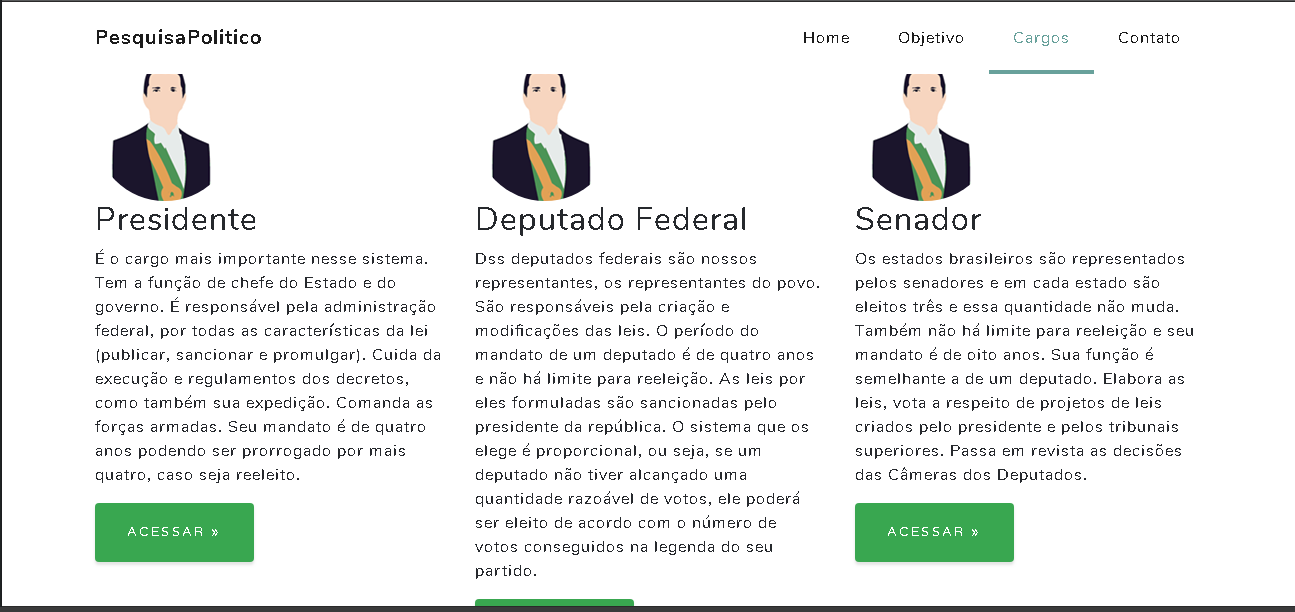 PesquisaPolitico
Home
Objetivo
Cargos
Contato
Presidente
É o cargo mais importante nesse sistema.
Tem a função de chefe do Estado e do
governo. É responsável pela administração
federal, por todas as características da lei
(publicar, sancionar e promulgar). Cuida da
execução e regulamentos dos decretos,
como também sua expedição. Comanda as
forças armadas. Seu mandato é de quatro
anos podendo ser prorrogado por mais
quatro, caso seja reeleito.
ACESSAR »
Deputado Federal
Dss deputados federais são nossos
representantes, os representantes do povo.
São responsáveis pela criação e
modificações das leis. O período do
mandato de um deputado é de quatro anos
e não há limite para reeleição. As leis por
eles formuladas são sancionadas pelo
presidente da república. O sistema que os
elege é proporcional, ou seja, se um
deputado não tiver alcançado uma
quantidade razoável de votos, ele poderá
ser eleito de acordo com o número de
votos conseguidos na legenda do seu
partido.
Senador
Os estados brasileiros são representados
pelos senadores e em cada estado são
eleitos três e essa quantidade não muda.
Também não há limite para reeleição e seu
mandato é de oito anos. Sua função é
semelhante a de um deputado. Elabora as
leis, vota a respeito de projetos de leis
criados pelo presidente e pelos tribunais
superiores. Passa em revista as decisões
das Câmeras dos Deputados.
ACESSAR »